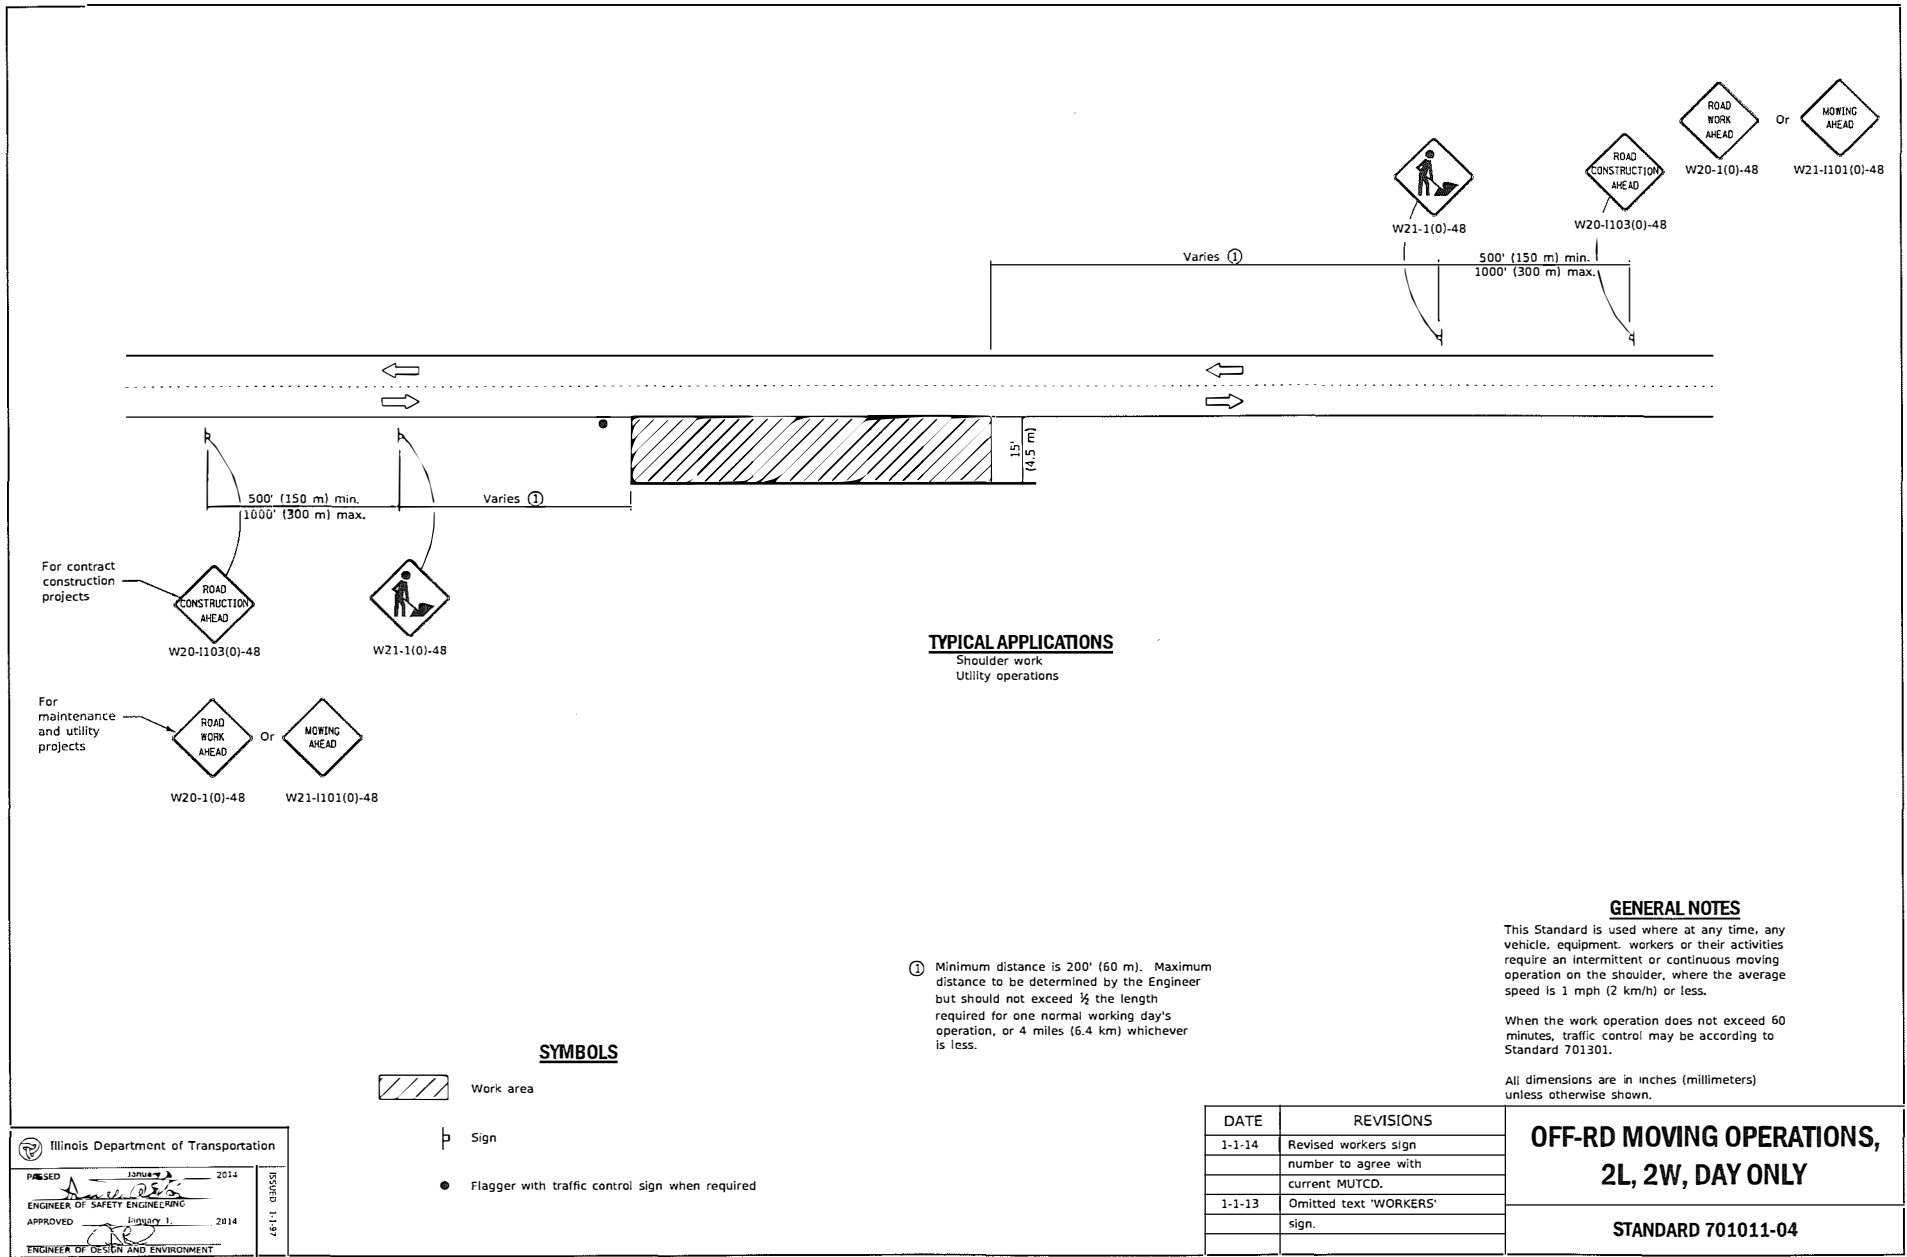 ROAD
WORK
AHEAD
Or
MOWING
AHEAD
W20-1(0)-48
W21-I101(0)-48
ROAD
CONSTRUCTION
AHEAD
W21-1(0)-48
W20-I103(0)-48
Varies ①
500' (150 m) min.
1000' (300 m) max.
15'
(4.5 m)
500' (150 m) min.
1000' (300 m) max.
Varies ①
For contract
construction
projects
ROAD
CONSTRUCTION
AHEAD
W20-I103(0)-48
W21-1(0)-48
TYPICAL APPLICATIONS
Shoulder work
Utility operations
For
maintenance
and utility
projects
ROAD
WORK
AHEAD
Or
MOWING
AHEAD
W20-1(0)-48
W21-I101(0)-48
GENERAL NOTES
This Standard is used where at any time, any
vehicle, equipment. workers or their activities
require an intermittent or continuous moving
operation on the shoulder, where the average
speed is 1 mph (2 km/h) or less.
When the work operation does not exceed 60
minutes, traffic control may be according to
Standard 701301.
All dimensions are in inches (millimeters)
unless otherwise shown.
① Minimum distance is 200' (60 m). Maximum
distance to be determined by the Engineer
but should not exceed ½ the length
required for one normal working day's
operation, or 4 miles (6.4 km) whichever
is less.
SYMBOLS
Work area
Sign
Flagger with traffic control sign when required
Illinois Department of Transportation
PASSED January 1, 2014
ENGINEER OF SAFETY ENGINEERING
APPROVED January 1, 2014
ENGINEER OF DESIGN AND ENVIRONMENT
ISSUED 1-1-97
DATE REVISIONS
1-1-14 Revised workers sign
number to agree with
current MUTCD.
1-1-13 Omitted text 'WORKERS'
sign.
OFF-RD MOVING OPERATIONS,
2L, 2W, DAY ONLY
STANDARD 701011-04